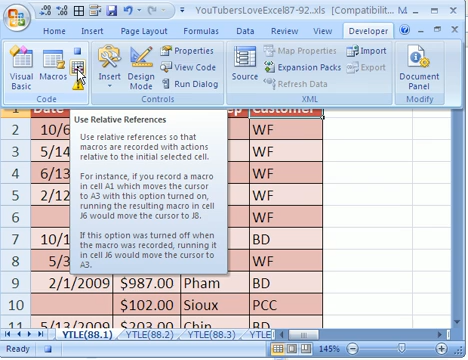 YouTubersLoveExcel87-92.xls [Compatibilit
Home Insert Page Layout Formulas Data Review View Developer
Visual Basic
Macros
Code
Insert
Design Mode
Properties
View Code
Run Dialog
Controls
Source
Map Properties
Expansion Packs
Refresh Data
Import
Export
XML
Document Panel
Modify
1 Date Customer
2 10/6 WF
3 5/14 WF
4 6/13 WF
5 2/12 WF
6 WF
7 10/1 BD
8 5/3 WF
9 2/1/2009 $987.00 Pham BD
10 $102.00 Sioux PCC
11 5/13/2009 $203.00 Chin BD
Use Relative References
Use relative references so that
macros are recorded with actions
relative to the initial selected cell.
For instance, if you record a macro
in cell A1 which moves the cursor
to A3 with this option turned on,
running the resulting macro in cell
J6 would move the cursor to J8.
If this option was turned off when
the macro was recorded, running it
in cell J6 would move the cursor to
A3.
YTLE(88.1) YTLE(88.2) YTLE(88.3) YTLE(89
Ready 145%